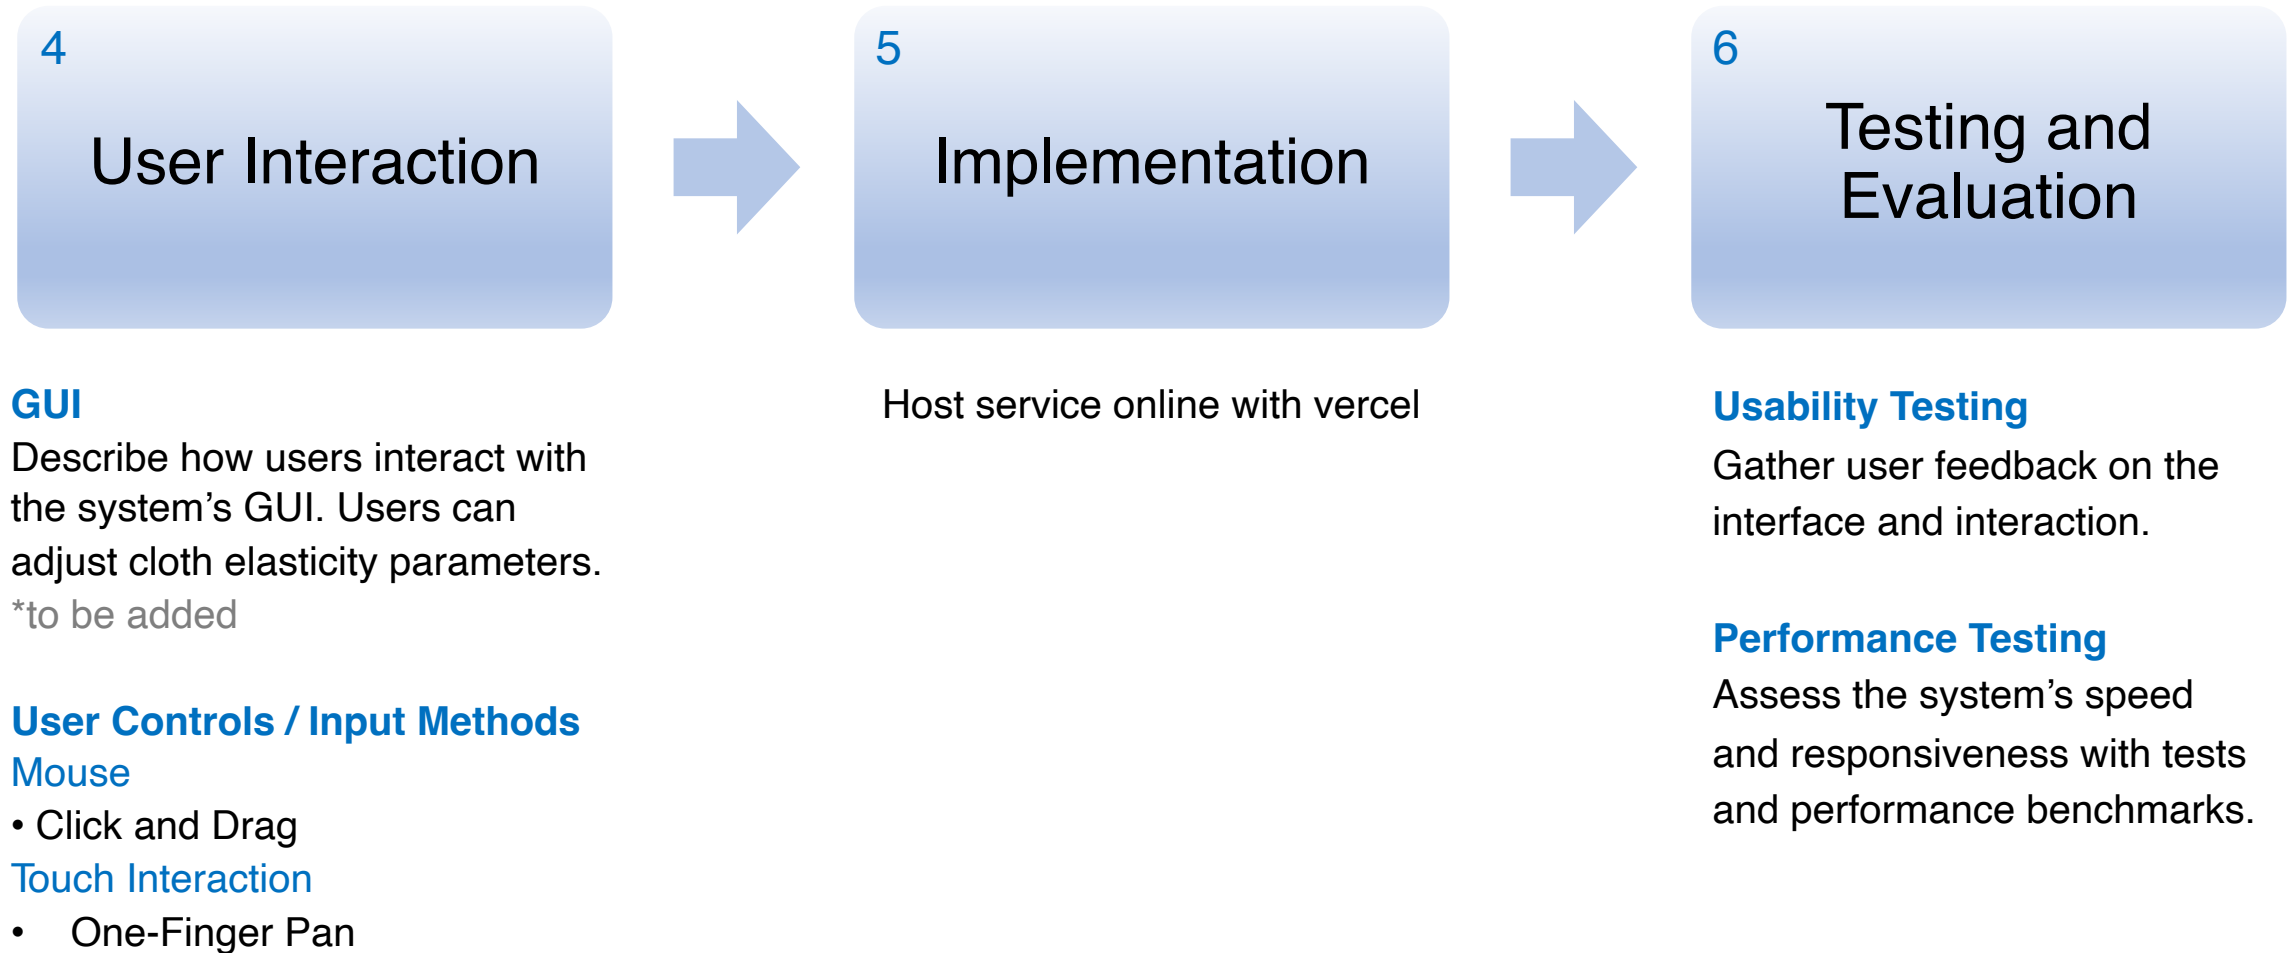 4
User Interaction
5
Implementation
6
Testing and
Evaluation
GUI
Describe how users interact with
the system’s GUI. Users can
adjust cloth elasticity parameters.
*to be added
User Controls / Input Methods
Mouse
• Click and Drag
Touch Interaction
• One-Finger Pan
Host service online with vercel
Usability Testing
Gather user feedback on the
interface and interaction.
Performance Testing
Assess the system’s speed
and responsiveness with tests
and performance benchmarks.